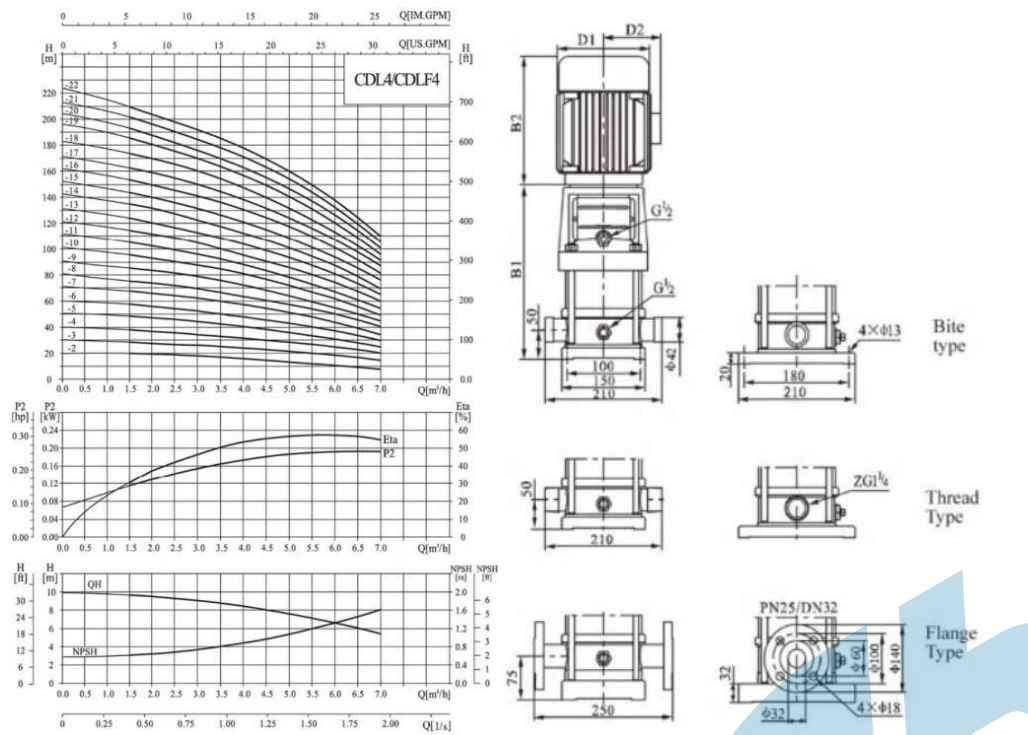 0 5 10 15 20 25 Q[IM.GPM]
0 5 10 15 20 25 30 Q[US.GPM]
H
[m]
H
[ft]
CDL4/CDLF4
220
200
180
160
140
120
100
80
60
40
20
0
-22
-21
-20
-19
-18
-17
-16
-15
-14
-13
-12
-11
-10
-9
-8
-7
-6
-5
-4
-3
-2
700
600
500
400
300
200
100
0.0
0.0 0.5 1.0 1.5 2.0 2.5 3.0 3.5 4.0 4.5 5.0 5.5 6.0 7.0 Q[m³/h]
P2
[hp]
P2
[kW]
Eta
[%]
0.30
0.20
0.10
0.00
0.24
0.20
0.16
0.12
0.08
0.04
0.00
60
50
40
30
20
10
0
Eta
P2
0.0 0.5 1.0 1.5 2.0 2.5 3.0 3.5 4.0 4.5 5.0 5.5 6.0 7.0 Q[m³/h]
H
[ft]
H
[m]
NPSH
[m]
NPSH
[ft]
30
24
18
12
6
0
10
8
6
4
2
0
QH
NPSH
2.0
1.6
1.2
0.8
0.4
0.0
6
5
4
3
2
1
0
0.0 0.5 1.0 1.5 2.0 2.5 3.0 3.5 4.0 4.5 5.0 5.5 6.0 7.0 Q[m³/h]
0 0.25 0.50 0.75 1.00 1.25 1.50 1.75 2.00 Q[1/s]
D1
D2
B2
B1
G½
G½
50
Φ42
100
150
210
4×Φ13
20
180
210
Bite
type
50
210
ZG1¼
Thread
Type
75
250
PN25/DN32
32
Φ60
Φ100
Φ140
Φ32
4×Φ18
Flange
Type